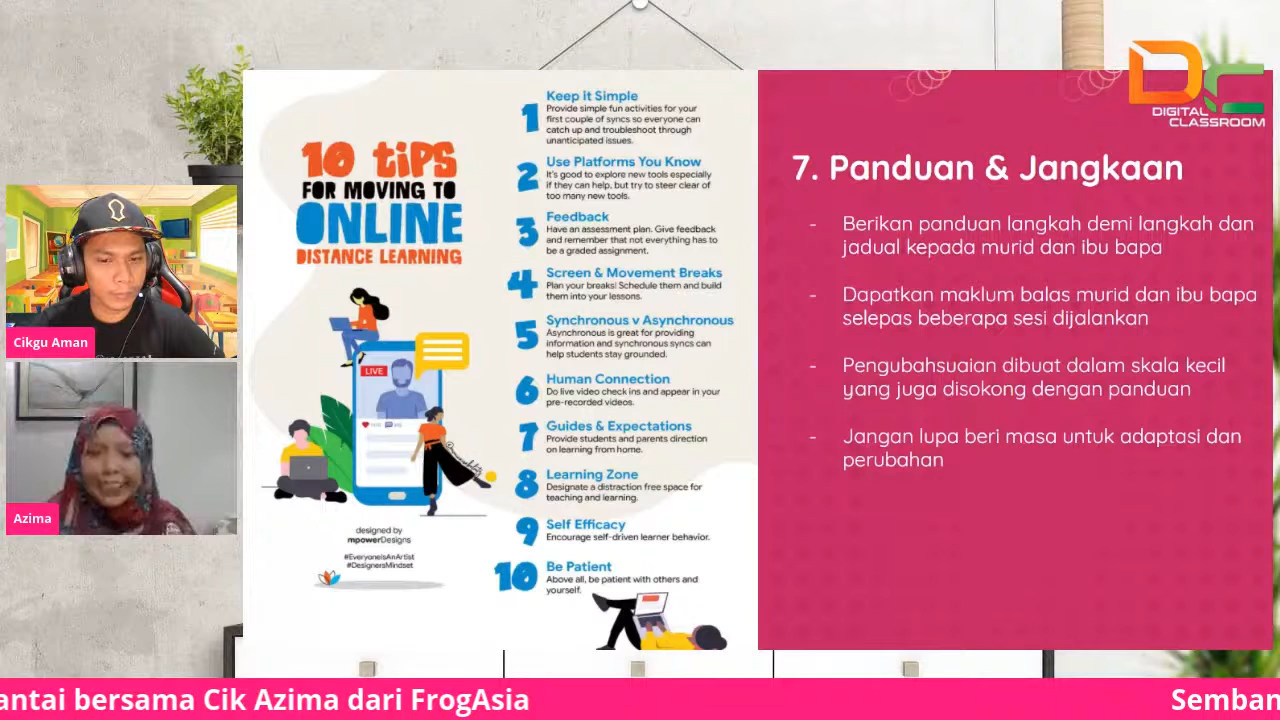 DIGITAL
CLASSROOM
10 tiPS
FOR MOVING TO
ONLINE
DISTANCE LEARNING
designed by
mpowerDesigns
#EveryoneIsAnArtist
#DesignersMindset
LIVE
1
Keep it Simple
Provide simple fun activities for your
first couple of syncs so everyone can
catch up and troubleshoot through
unanticipated issues.
2
Use Platforms You Know
It's good to explore new tools especially
if they can help, but try to steer clear of
too many new tools.
3
Feedback
Have an assessment plan. Give feedback
and remember that not everything has to
be a graded assignment.
4
Screen & Movement Breaks
Plan your breaks! Schedule them and build
them into your lessons.
5
Synchronous v Asynchronous
Asynchronous is great for providing
information and synchronous syncs can
help students stay grounded.
6
Human Connection
Do live video check ins and appear in your
pre-recorded videos.
7
Guides & Expectations
Provide students and parents direction
on learning from home.
8
Learning Zone
Designate a distraction free space for
teaching and learning.
9
Self Efficacy
Encourage self-driven learner behavior.
10
Be Patient
Above all, be patient with others and
yourself.
7. Panduan & Jangkaan
- Berikan panduan langkah demi langkah dan
jadual kepada murid dan ibu bapa
- Dapatkan maklum balas murid dan ibu bapa
selepas beberapa sesi dijalankan
- Pengubahsuaian dibuat dalam skala kecil
yang juga disokong dengan panduan
- Jangan lupa beri masa untuk adaptasi dan
perubahan
Cikgu Aman
Azima
antai bersama Cik Azima dari FrogAsia
Semban